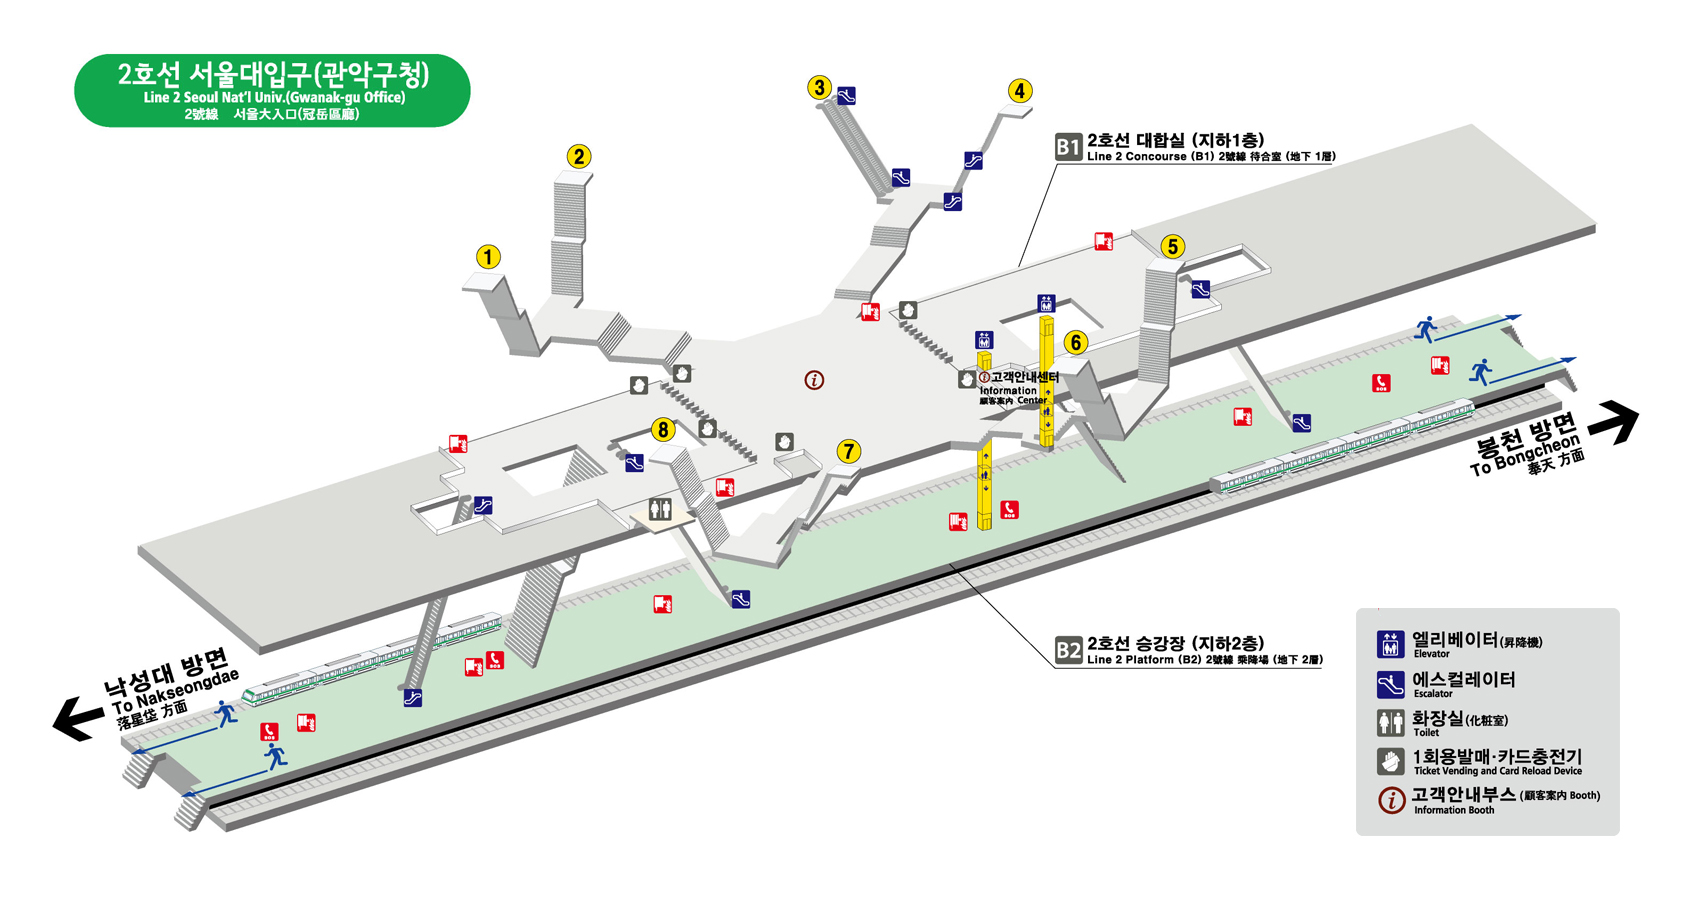 2호선 서울대입구(관악구청)
Line 2 Seoul Nat'l Univ.(Gwanak-gu Office)
2號線 서울大入口(冠岳區廳)
1
2
3
4
B1 2호선 대합실 (지하1층)
Line 2 Concourse (B1) 2號線 待合室 (地下 1層)
5
6
고객안내센터
Information
顧客案內 Center
7
8
봉천 방면
To Bongcheon
奉天 方面
낙성대 방면
To Nakseongdae
落星垈 方面
B2 2호선 승강장 (지하2층)
Line 2 Platform (B2) 2號線 乘降場 (地下 2層)
SOS
SOS
SOS
SOS
엘리베이터(昇降機)
Elevator
에스컬레이터
Escalator
화장실(化粧室)
Toilet
1회용발매·카드충전기
Ticket Vending and Card Reload Device
고객안내부스(顧客案內 Booth)
Information Booth